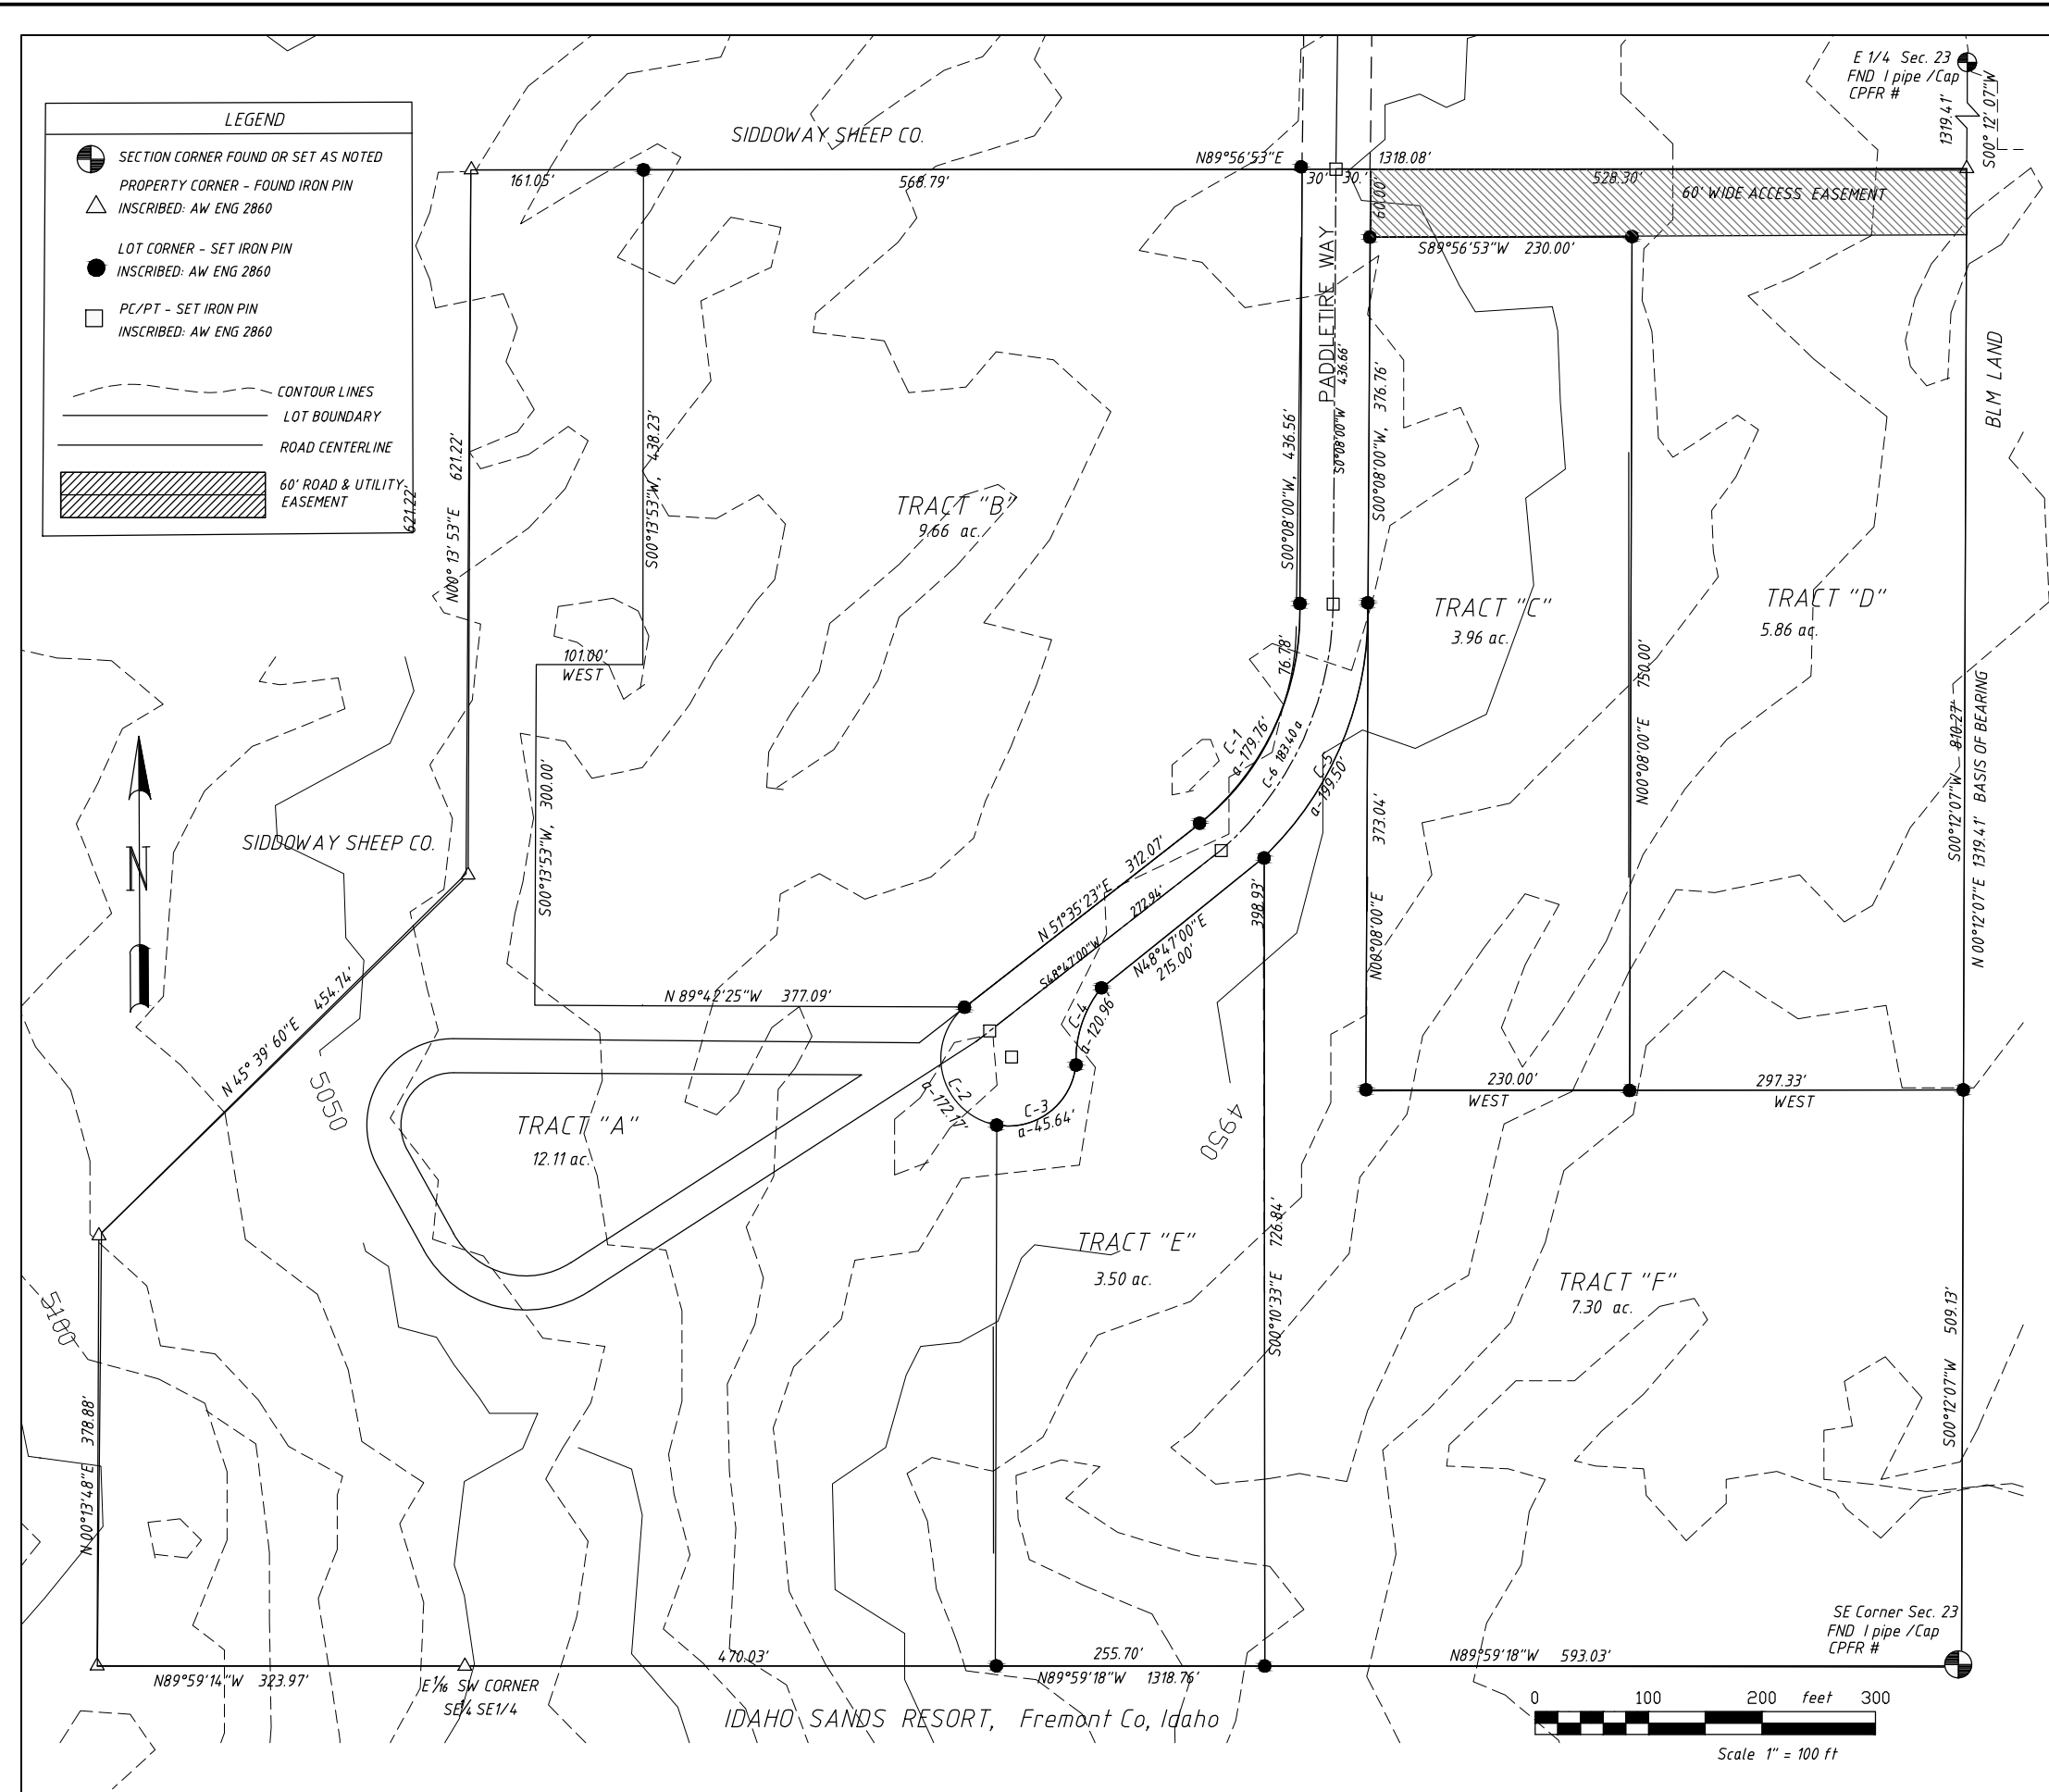 E 1/4 Sec. 23
FND 1 pipe /Cap
CPFR #
1319.41'
S00° 12' 07"W
LEGEND
SECTION CORNER FOUND OR SET AS NOTED
PROPERTY CORNER - FOUND IRON PIN
INSCRIBED: AW ENG 2860
LOT CORNER - SET IRON PIN
INSCRIBED: AW ENG 2860
PC/PT - SET IRON PIN
INSCRIBED: AW ENG 2860
CONTOUR LINES
LOT BOUNDARY
ROAD CENTERLINE
60' ROAD & UTILITY
EASEMENT
621.22'
SIDDOWAY SHEEP CO.
N89°56'53"E
1318.08'
161.05'
568.79'
30'
30.'
528.30'
60.00'
60' WIDE ACCESS EASEMENT
S89°56'53"W 230.00'
PADDLETIRE WAY
BLM LAND
N00° 13' 53"E 621.22'
S00°13'53"W, 438.23'
S00°08'00"W, 436.56'
S0°08'00"W 436.66'
S00°08'00"W, 376.76'
TRACT "B"
9.66 ac.
TRACT "C"
3.96 ac.
TRACT "D"
5.86 ac.
101.00'
WEST
76.78'
N00°08'00"E 750.00'
S00°12'07"W 810.27'
N 00°12'07"E 1319.41' BASIS OF BEARING
C-1
a-179.76'
C-6 183.40 a
C-5
a-199.50'
S00°13'53"W, 300.00'
SIDDOWAY SHEEP CO.
N
N 51°35'23"E 312.07'
S48°47'00"W 272.94'
N48°47'00"E
215.00'
398.93'
N00°08'00"E 373.04'
N 89°42'25"W 377.09'
N 45° 39' 60"E 454.74'
C-4
a-120.96'
C-2
a-172.17'
C-3
a-45.64'
230.00'
WEST
297.33'
WEST
5050
4950
TRACT "A"
12.11 ac.
TRACT "E"
3.50 ac.
TRACT "F"
7.30 ac.
5100
S00°10'33"E 726.84'
S00°12'07"W 509.13'
N 00°13'48"E 378.88'
SE Corner Sec. 23
FND 1 pipe /Cap
CPFR #
N89°59'14"W 323.97'
E 1/16 SW CORNER
SE1/4 SE1/4
470.03'
255.70'
N89°59'18"W 1318.76'
N89°59'18"W 593.03'
IDAHO SANDS RESORT, Fremont Co, Idaho
0 100 200 feet 300
Scale 1" = 100 ft